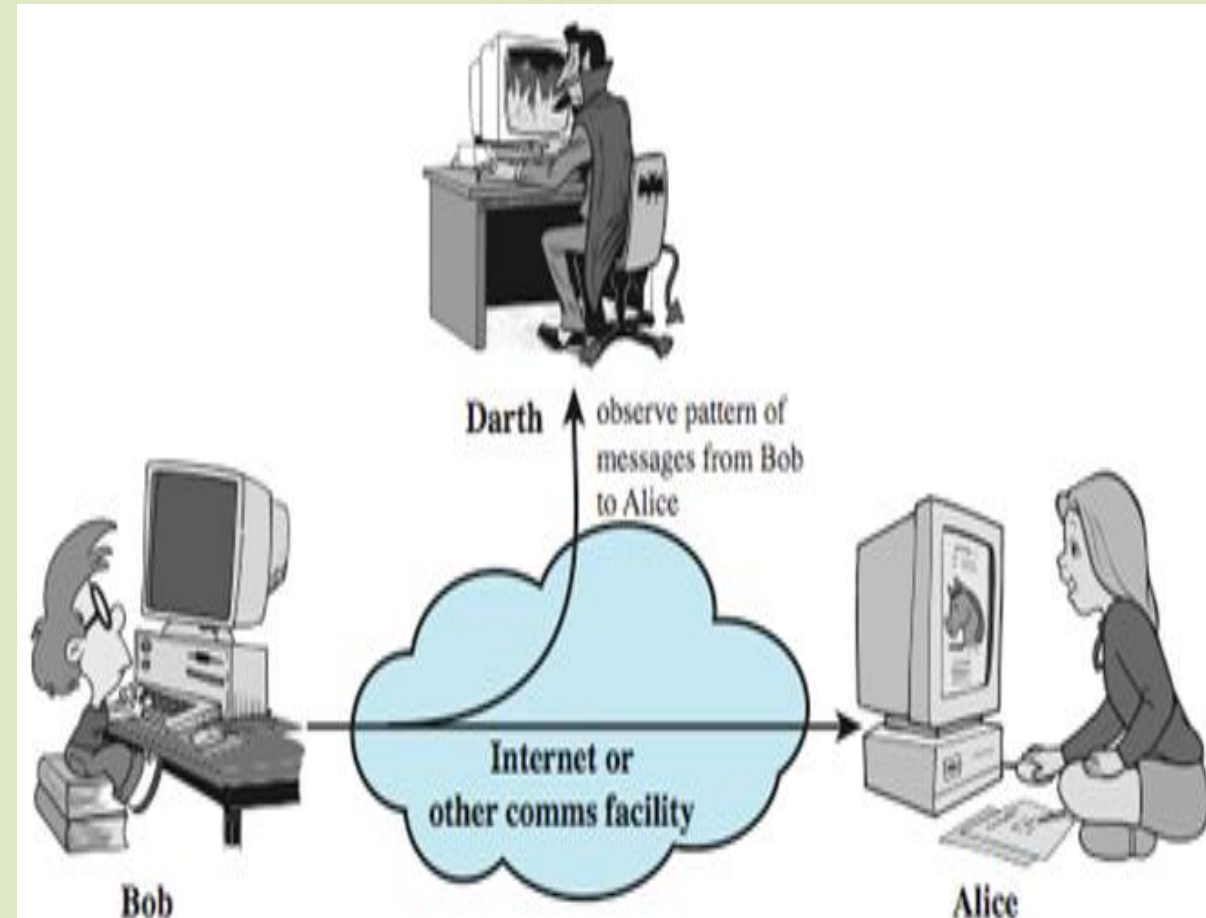 Darth
observe pattern of
messages from Bob
to Alice
Internet or
other comms facility
Bob
Alice